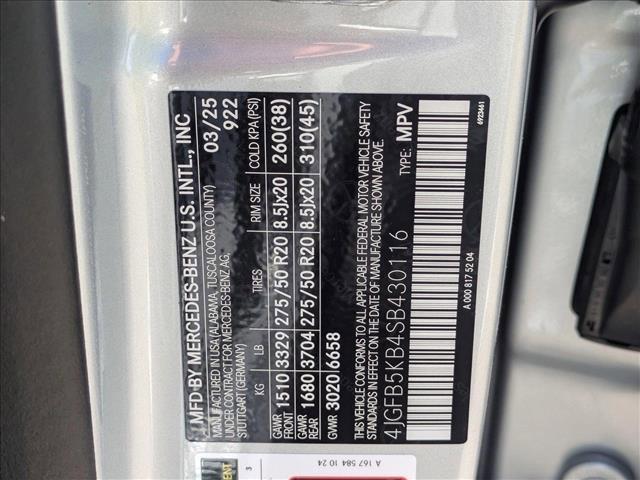 MFD BY MERCEDES-BENZ U.S. INTL., INC
MANUFACTURED IN USA (ALABAMA, TUSCALOOSA COUNTY) 03/25
UNDER CONTRACT FOR MERCEDES-BENZ AG, 922
STUTTGART (GERMANY)
KG LB TIRES RIM SIZE COLD KPA (PSI)
GAWR FRONT 1510 3329 275/50 R20 8.5Jx20 260(38)
GAWR REAR 1680 3704 275/50 R20 8.5Jx20 310(45)
GVWR 3020 6658
THIS VEHICLE CONFORMS TO ALL APPLICABLE FEDERAL MOTOR VEHICLE SAFETY
STANDARDS IN EFFECT ON THE DATE OF MANUFACTURE SHOWN ABOVE.
4JGFB5KB4SB430116 TYPE: MPV
A 000 817 52 04
6923461
A 167 584 10 24
3